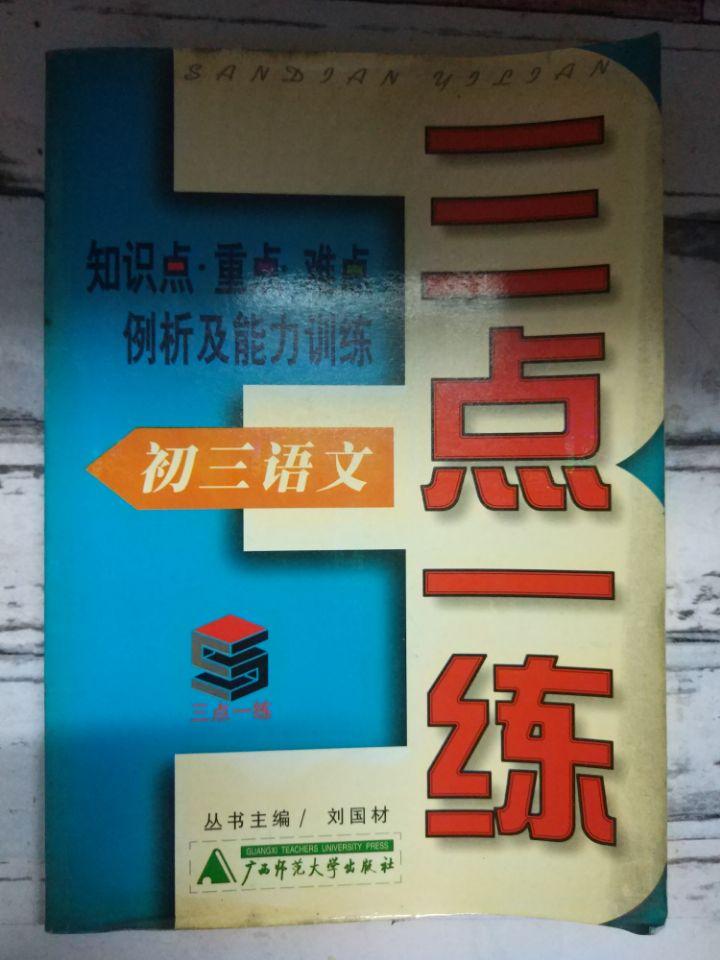 SANDIAN YILIAN
三点一练
知识点·重点·难点
例析及能力训练
初三语文
三点一练
丛书主编/ 刘国材
GUANGXI TEACHERS UNIVERSITY PRESS
广西师范大学出版社